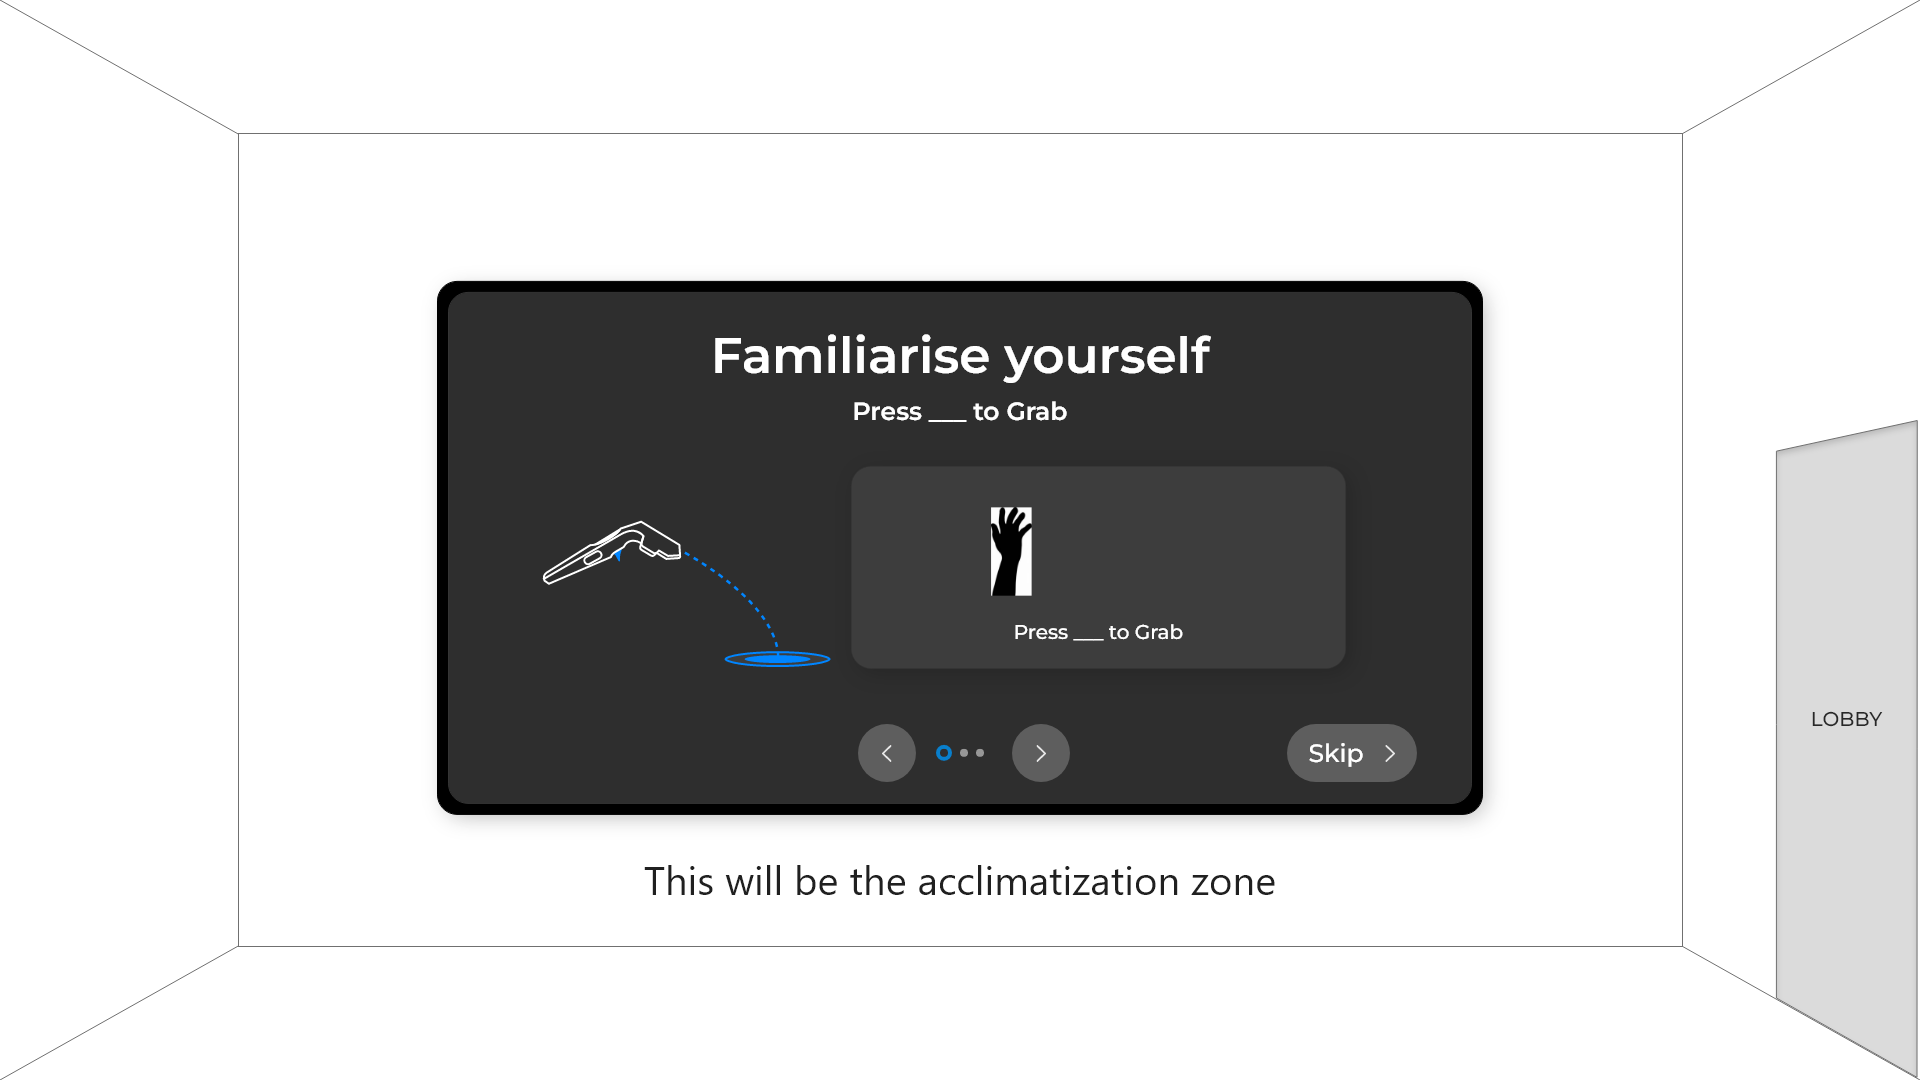 Familiarise yourself
Press ___ to Grab
Press ___ to Grab
Skip
LOBBY
This will be the acclimatization zone